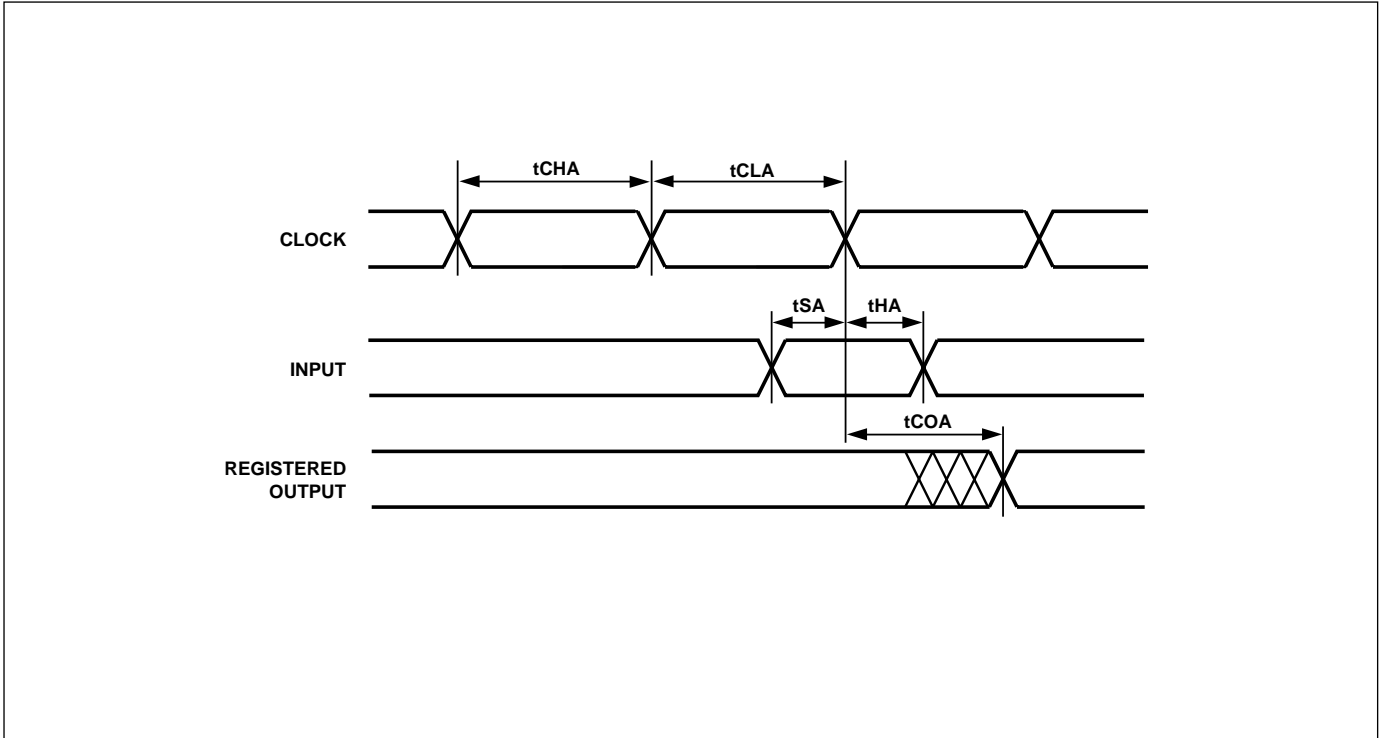 tCHA
tCLA
CLOCK
tSA
tHA
INPUT
tCOA
REGISTERED
OUTPUT